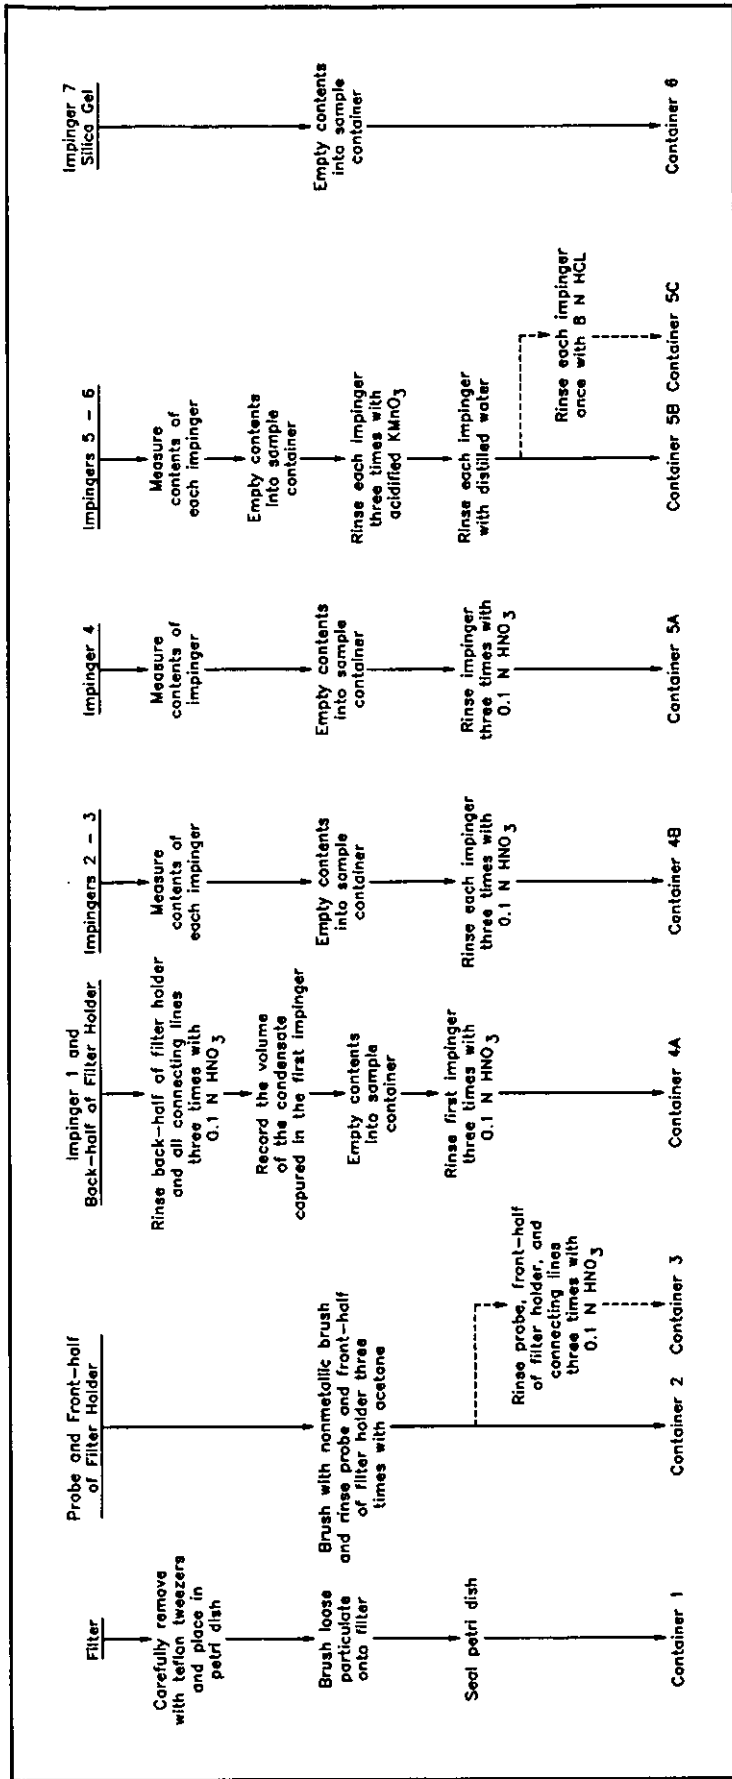 Filter
Carefully remove
with teflon tweezers
and place in
petri dish
Brush loose
particulate
onto filter
Seal petri dish
Container 1
Probe and Front-half
of Filter Holder
Brush with nonmetallic brush
and rinse probe and front-half
of filter holder three
times with acetone
Container 2
Rinse probe, front-half
of filter holder, and
connecting lines
three times with
0.1 N HNO3
Container 3
Impinger 1 and
Back-half of Filter Holder
Rinse back-half of filter holder
and all connecting lines
three times with
0.1 N HNO3
Record the volume
of the condensate
capured in the first impinger
Empty contents
into sample
container
Rinse first impinger
three times with
0.1 N HNO3
Container 4A
Impingers 2 - 3
Measure
contents of
each impinger
Empty contents
into sample
container
Rinse each impinger
three times with
0.1 N HNO3
Container 4B
Impinger 4
Measure
contents of
impinger
Empty contents
into sample
container
Rinse impinger
three times with
0.1 N HNO3
Container 5A
Impingers 5 - 6
Measure
contents of
each impinger
Empty contents
into sample
container
Rinse each impinger
three times with
acidified KMnO3
Rinse each impinger
with distilled water
Container 5B
Rinse each impinger
once with 8 N HCL
Container 5C
Impinger 7
Silica Gel
Empty contents
into sample
container
Container 6